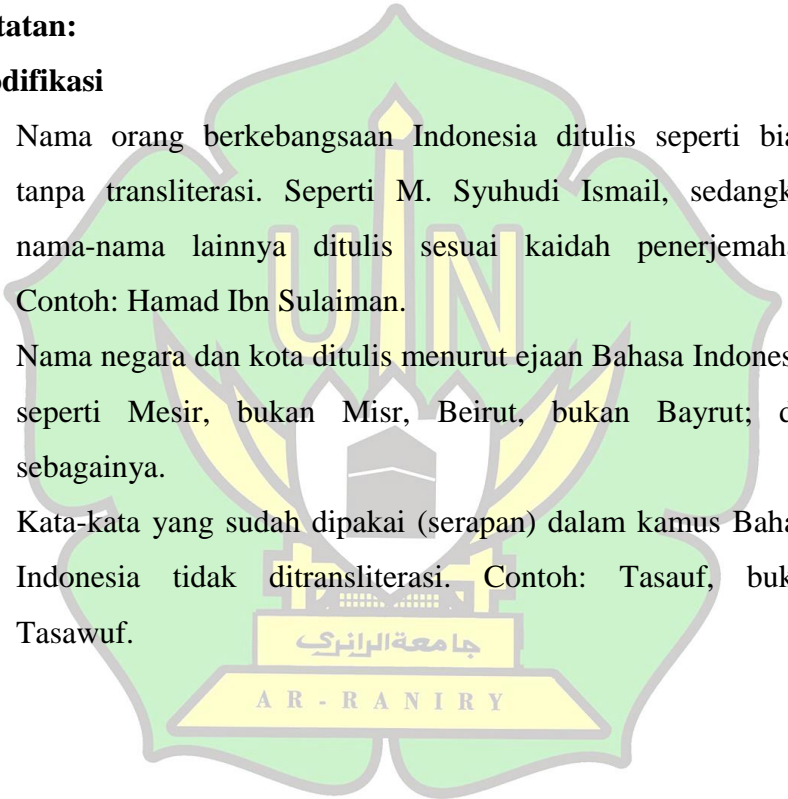 tatan:
odifikasi
Nama orang berkebangsaan Indonesia ditulis seperti bia
tanpa transliterasi. Seperti M. Syuhudi Ismail, sedangk
nama-nama lainnya ditulis sesuai kaidah penerjemaha
Contoh: Hamad Ibn Sulaiman.
Nama negara dan kota ditulis menurut ejaan Bahasa Indones
seperti Mesir, bukan Misr, Beirut, bukan Bayrut; d
sebagainya.
Kata-kata yang sudah dipakai (serapan) dalam kamus Baha
Indonesia tidak ditransliterasi. Contoh: Tasauf, buk
Tasawuf.
UIN
جامعةالرانري
AR-RANIRY